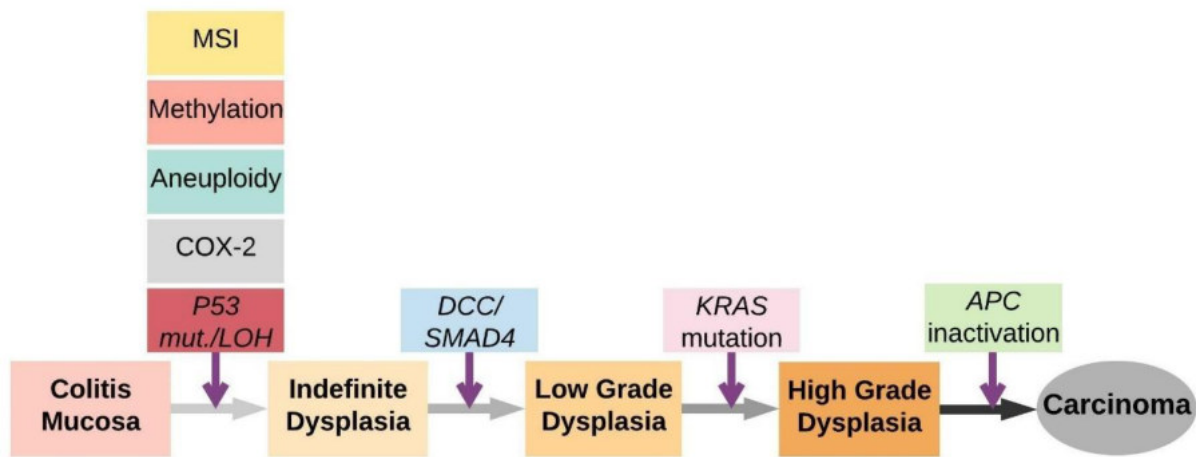 MSI
Methylation
Aneuploidy
COX-2
P53
mut./LOH
DCC/
SMAD4
KRAS
mutation
APC
inactivation
Colitis
Mucosa
Indefinite
Dysplasia
Low Grade
Dysplasia
High Grade
Dysplasia
Carcinoma